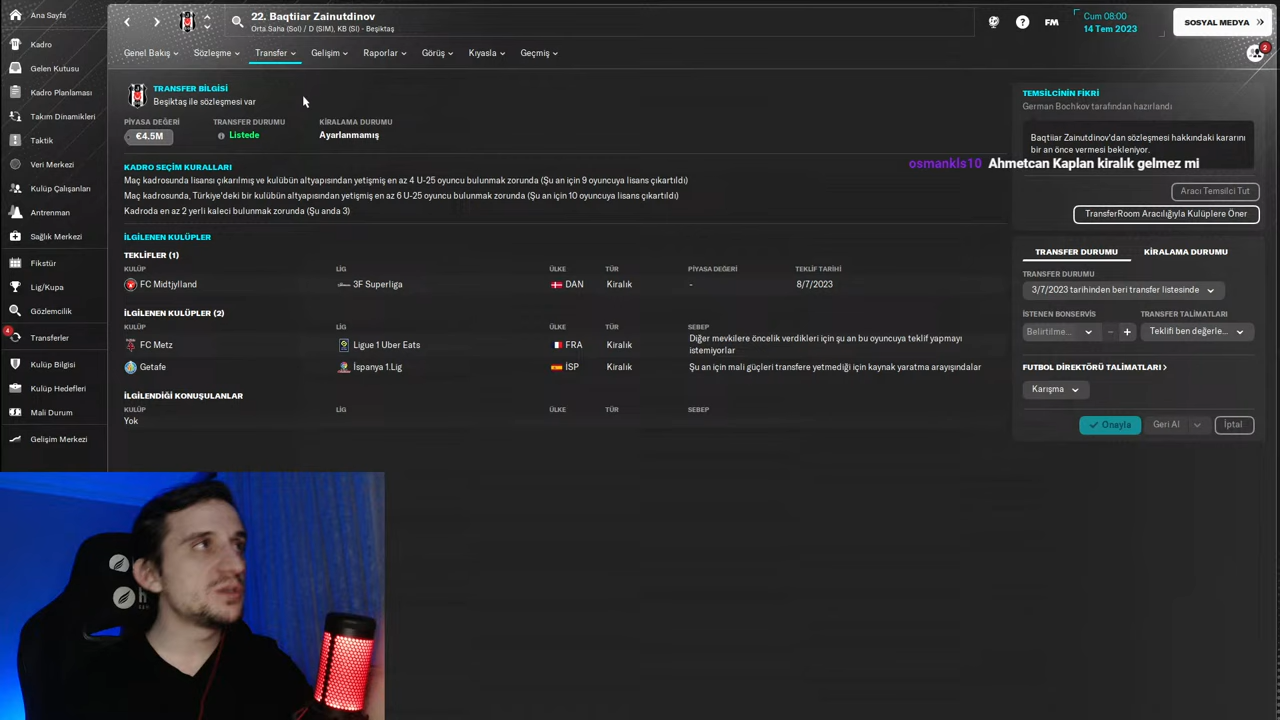 Ana Sayfa
Kadro
Gelen Kutusu
Kadro Planlaması
Takım Dinamikleri
Taktik
Veri Merkezi
Kulüp Çalışanları
Antrenman
Sağlık Merkezi
Fikstür
Lig/Kupa
Gözlemcilik
4
Transferler
Kulüp Bilgisi
Kulüp Hedefleri
Mali Durum
Gelişim Merkezi
22. Baqtiiar Zainutdinov
Orta Saha (Sol) / D (SIM), KB (Sl) - Beşiktaş
FM
Cum 08:00
14 Tem 2023
SOSYAL MEDYA
2
Genel Bakış
Sözleşme
Transfer
Gelişim
Raporlar
Görüş
Kıyasla
Geçmiş
TRANSFER BİLGİSİ
Beşiktaş ile sözleşmesi var
PİYASA DEĞERİ
TRANSFER DURUMU
KİRALAMA DURUMU
€4.5M
Listede
Ayarlanmamış
KADRO SEÇİM KURALLARI
Maç kadrosunda lisansı çıkarılmış ve kulübün altyapısından yetişmiş en az 4 U-25 oyuncu bulunmak zorunda (Şu an için 9 oyuncuya lisans çıkartıldı)
Maç kadrosunda, Türkiye'deki bir kulübün altyapısından yetişmiş en az 6 U-25 oyuncu bulunmak zorunda (Şu an için 10 oyuncuya lisans çıkartıldı)
Kadroda en az 2 yerli kaleci bulunmak zorunda (Şu anda 3)
İLGİLENEN KULÜPLER
TEKLİFLER (1)
KULÜP LİG ÜLKE TÜR PİYASA DEĞERİ TEKLİF TARİHİ
FC Midtjylland 3F Superliga DAN Kiralık - 8/7/2023
İLGİLENEN KULÜPLER (2)
KULÜP LİG ÜLKE TÜR SEBEP
FC Metz Ligue 1 Uber Eats FRA Kiralık Diğer mevkilere öncelik verdikleri için şu an bu oyuncuya teklif yapmayı
istemiyorlar
Getafe İspanya 1.Lig İSP Kiralık Şu an için mali güçleri transfere yetmediği için kaynak yaratma arayışındalar
İLGİLENDİĞİ KONUŞULANLAR
KULÜP LİG ÜLKE TÜR SEBEP
Yok
TEMSİLCİNİN FİKRİ
German Bochkov tarafından hazırlandı
Baqtiiar Zainutdinov'dan sözleşmesi hakkındaki kararını
bir an önce vermesi bekleniyor.
osmankls10 Ahmetcan Kaplan kiralık gelmez mi
Aracı Temsilci Tut
TransferRoom Aracılığıyla Kulüplere Öner
TRANSFER DURUMU
KİRALAMA DURUMU
TRANSFER DURUMU
3/7/2023 tarihinden beri transfer listesinde
İSTENEN BONSERVİS
TRANSFER TALİMATLARI
Belirtilme...
Teklifi ben değerle...
FUTBOL DİREKTÖRÜ TALİMATLARI
Karışma
Onayla
Geri Al
İptal